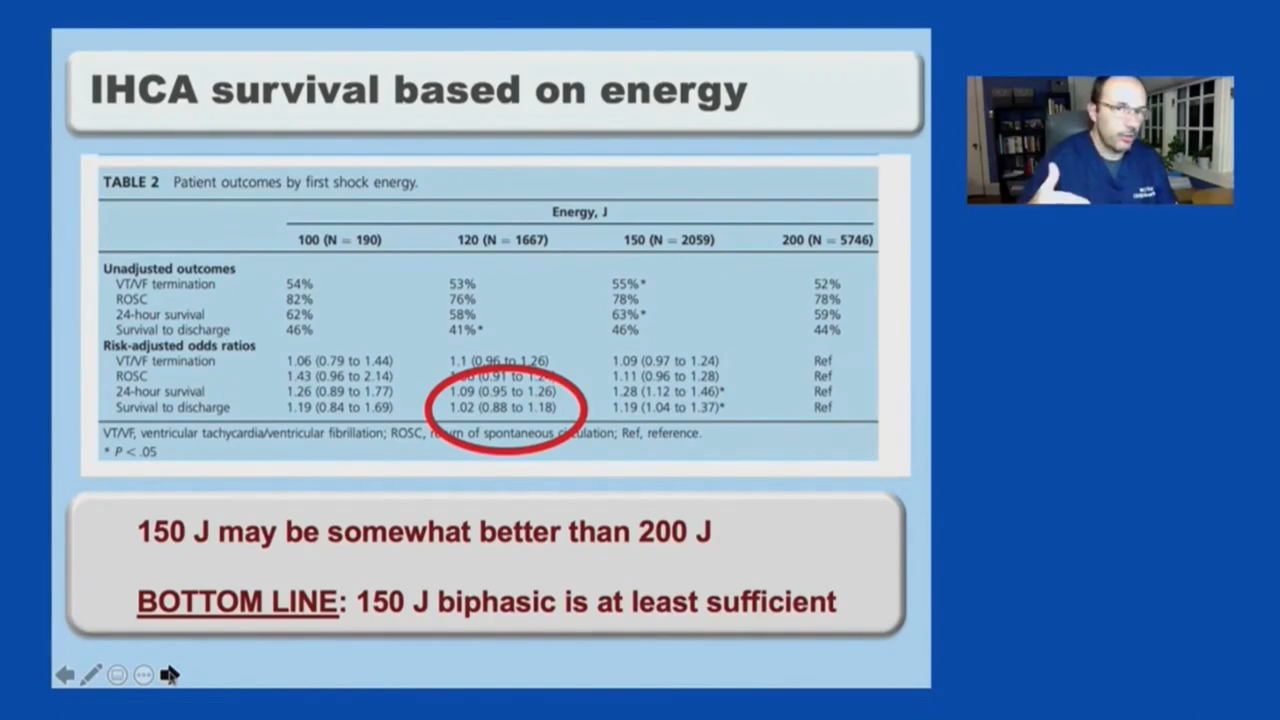 IHCA survival based on energy
TABLE 2 Patient outcomes by first shock energy.
Energy, J
100 (N = 190) 120 (N = 1667) 150 (N = 2059) 200 (N = 5746)
Unadjusted outcomes
VT/VF termination 54% 53% 55%* 52%
ROSC 82% 76% 78% 78%
24-hour survival 62% 58% 63%* 59%
Survival to discharge 46% 41%* 46% 44%
Risk-adjusted odds ratios
VT/VF termination 1.06 (0.79 to 1.44) 1.1 (0.96 to 1.26) 1.09 (0.97 to 1.24) Ref
ROSC 1.43 (0.96 to 2.14) (0.91 to 1.11 (0.96 to 1.28) Ref
24-hour survival 1.26 (0.89 to 1.77) 1.09 (0.95 to 1.26) 1.28 (1.12 to 1.46)* Ref
Survival to discharge 1.19 (0.84 to 1.69) 1.02 (0.88 to 1.18) 1.19 (1.04 to 1.37)* Ref
VT/VF, ventricular tachycardia/ventricular fibrillation; ROSC, return of spontaneous circulation; Ref, reference.
* P < .05
150 J may be somewhat better than 200 J
BOTTOM LINE: 150 J biphasic is at least sufficient